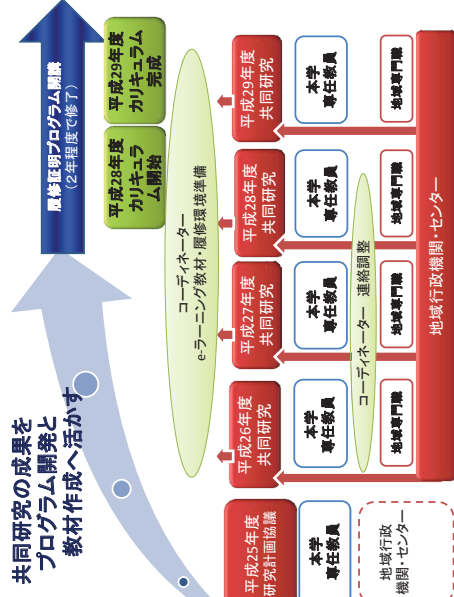 共同研究の成果を
プログラム開発と
教材作成へ活かす
履修証明プログラム開講
（2年程度で修了）
平成28年度
カリキュラ
ム開始
平成29年度
カリキュラム
完成
コーディネーター
e-ラーニング教材・履修環境準備
平成25年度
研究計画協議
平成26年度
共同研究
平成27年度
共同研究
平成28年度
共同研究
平成29年度
共同研究
本学
専任教員
本学
専任教員
本学
専任教員
本学
専任教員
本学
専任教員
コーディネーター　連絡調整
地域行政
機関・センター
地域専門職
地域専門職
地域専門職
地域専門職
地域行政機関・センター